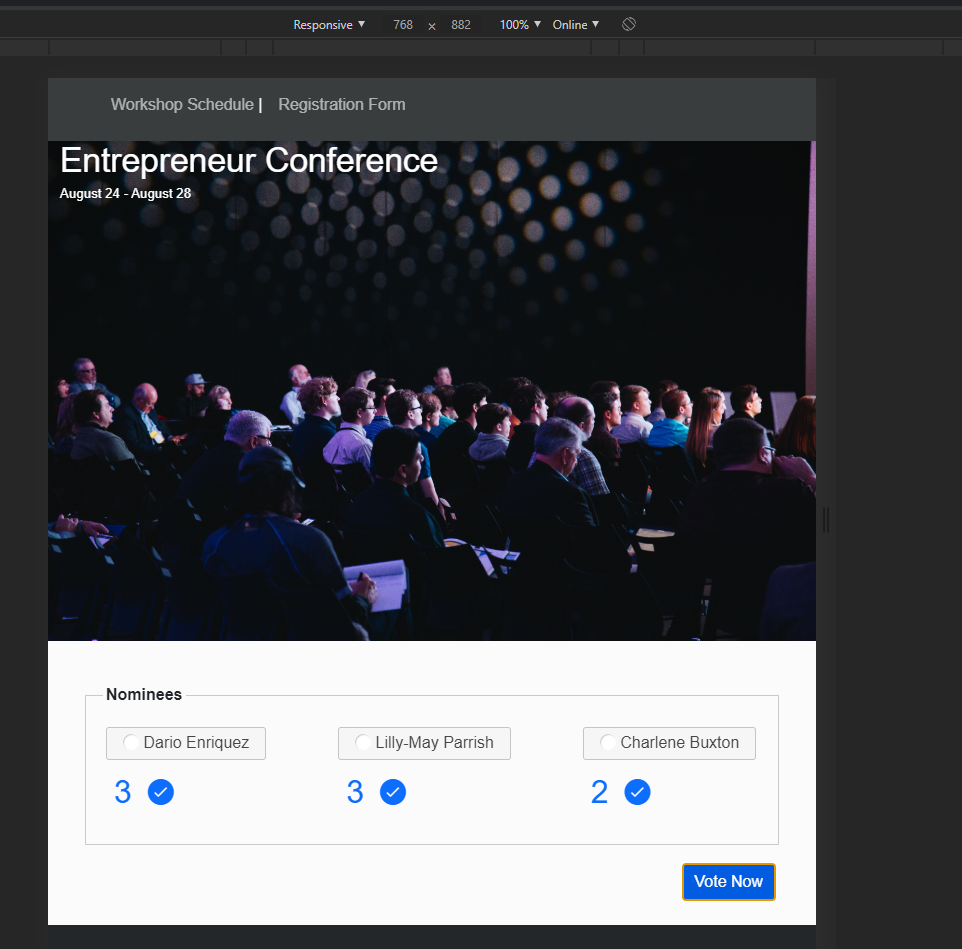 Responsive ▼ 768 × 882 100% ▼ Online ▼
Workshop Schedule | Registration Form
Entrepreneur Conference
August 24 - August 28
Nominees
Dario Enriquez Lilly-May Parrish Charlene Buxton
3 3 2
Vote Now